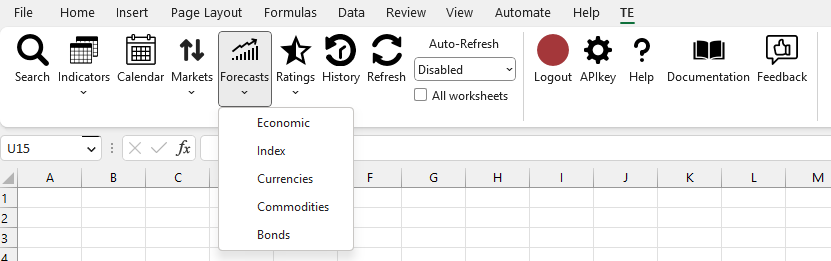 File Home Insert Page Layout Formulas Data Review View Automate Help TE
Auto-Refresh
Search Indicators Calendar Markets Forecasts Ratings History Refresh Disabled Logout APIkey Help Documentation Feedback
All worksheets
Economic
Index
Currencies
Commodities
Bonds
U15 fx
A B C F G H I J K L M
1
2
3
4